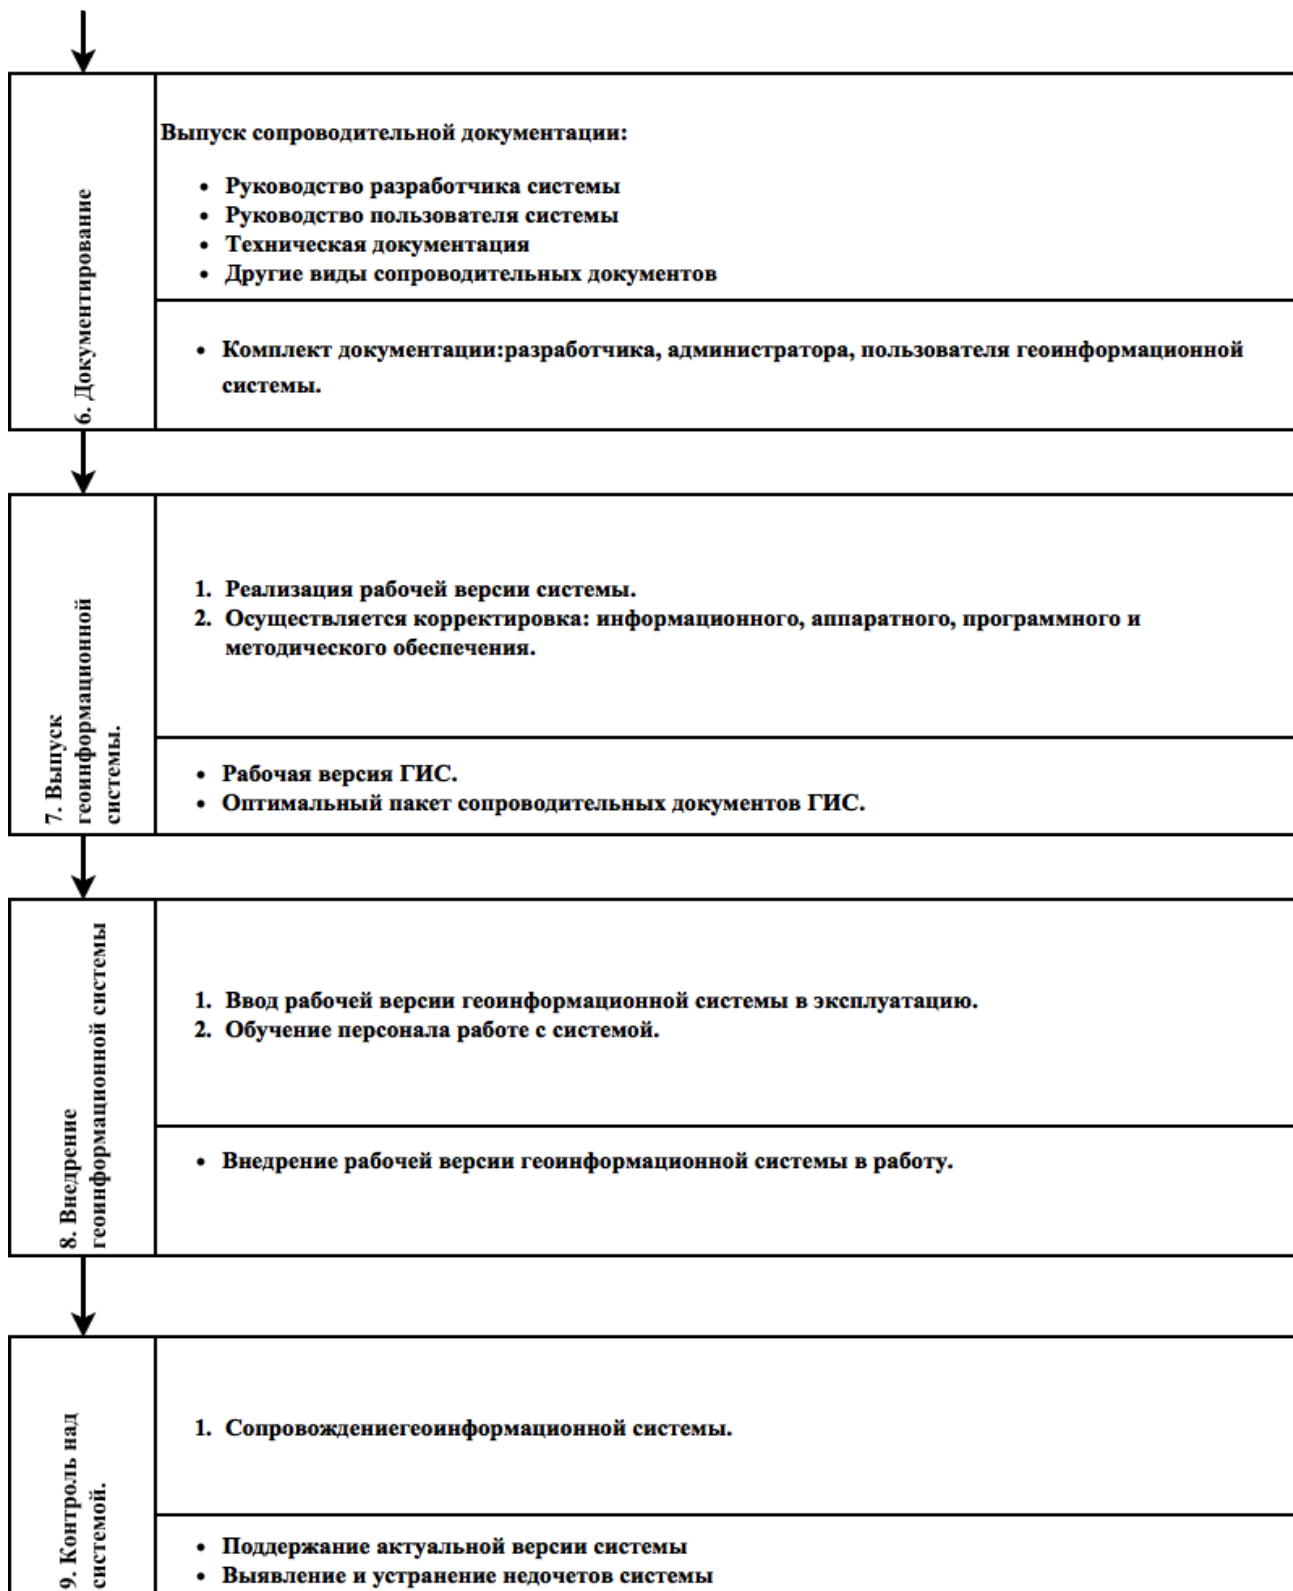 6. Документирование
Выпуск сопроводительной документации:
• Руководство разработчика системы
• Руководство пользователя системы
• Техническая документация
• Другие виды сопроводительных документов
• Комплект документации:разработчика, администратора, пользователя геоинформационной
системы.
7. Выпуск
геоинформационной
системы.
1. Реализация рабочей версии системы.
2. Осуществляется корректировка: информационного, аппаратного, программного и
методического обеспечения.
• Рабочая версия ГИС.
• Оптимальный пакет сопроводительных документов ГИС.
8. Внедрение
геоинформационной системы
1. Ввод рабочей версии геоинформационной системы в эксплуатацию.
2. Обучение персонала работе с системой.
• Внедрение рабочей версии геоинформационной системы в работу.
9. Контроль над
системой.
1. Сопровождениегеоинформационной системы.
• Поддержание актуальной версии системы
• Выявление и устранение недочетов системы